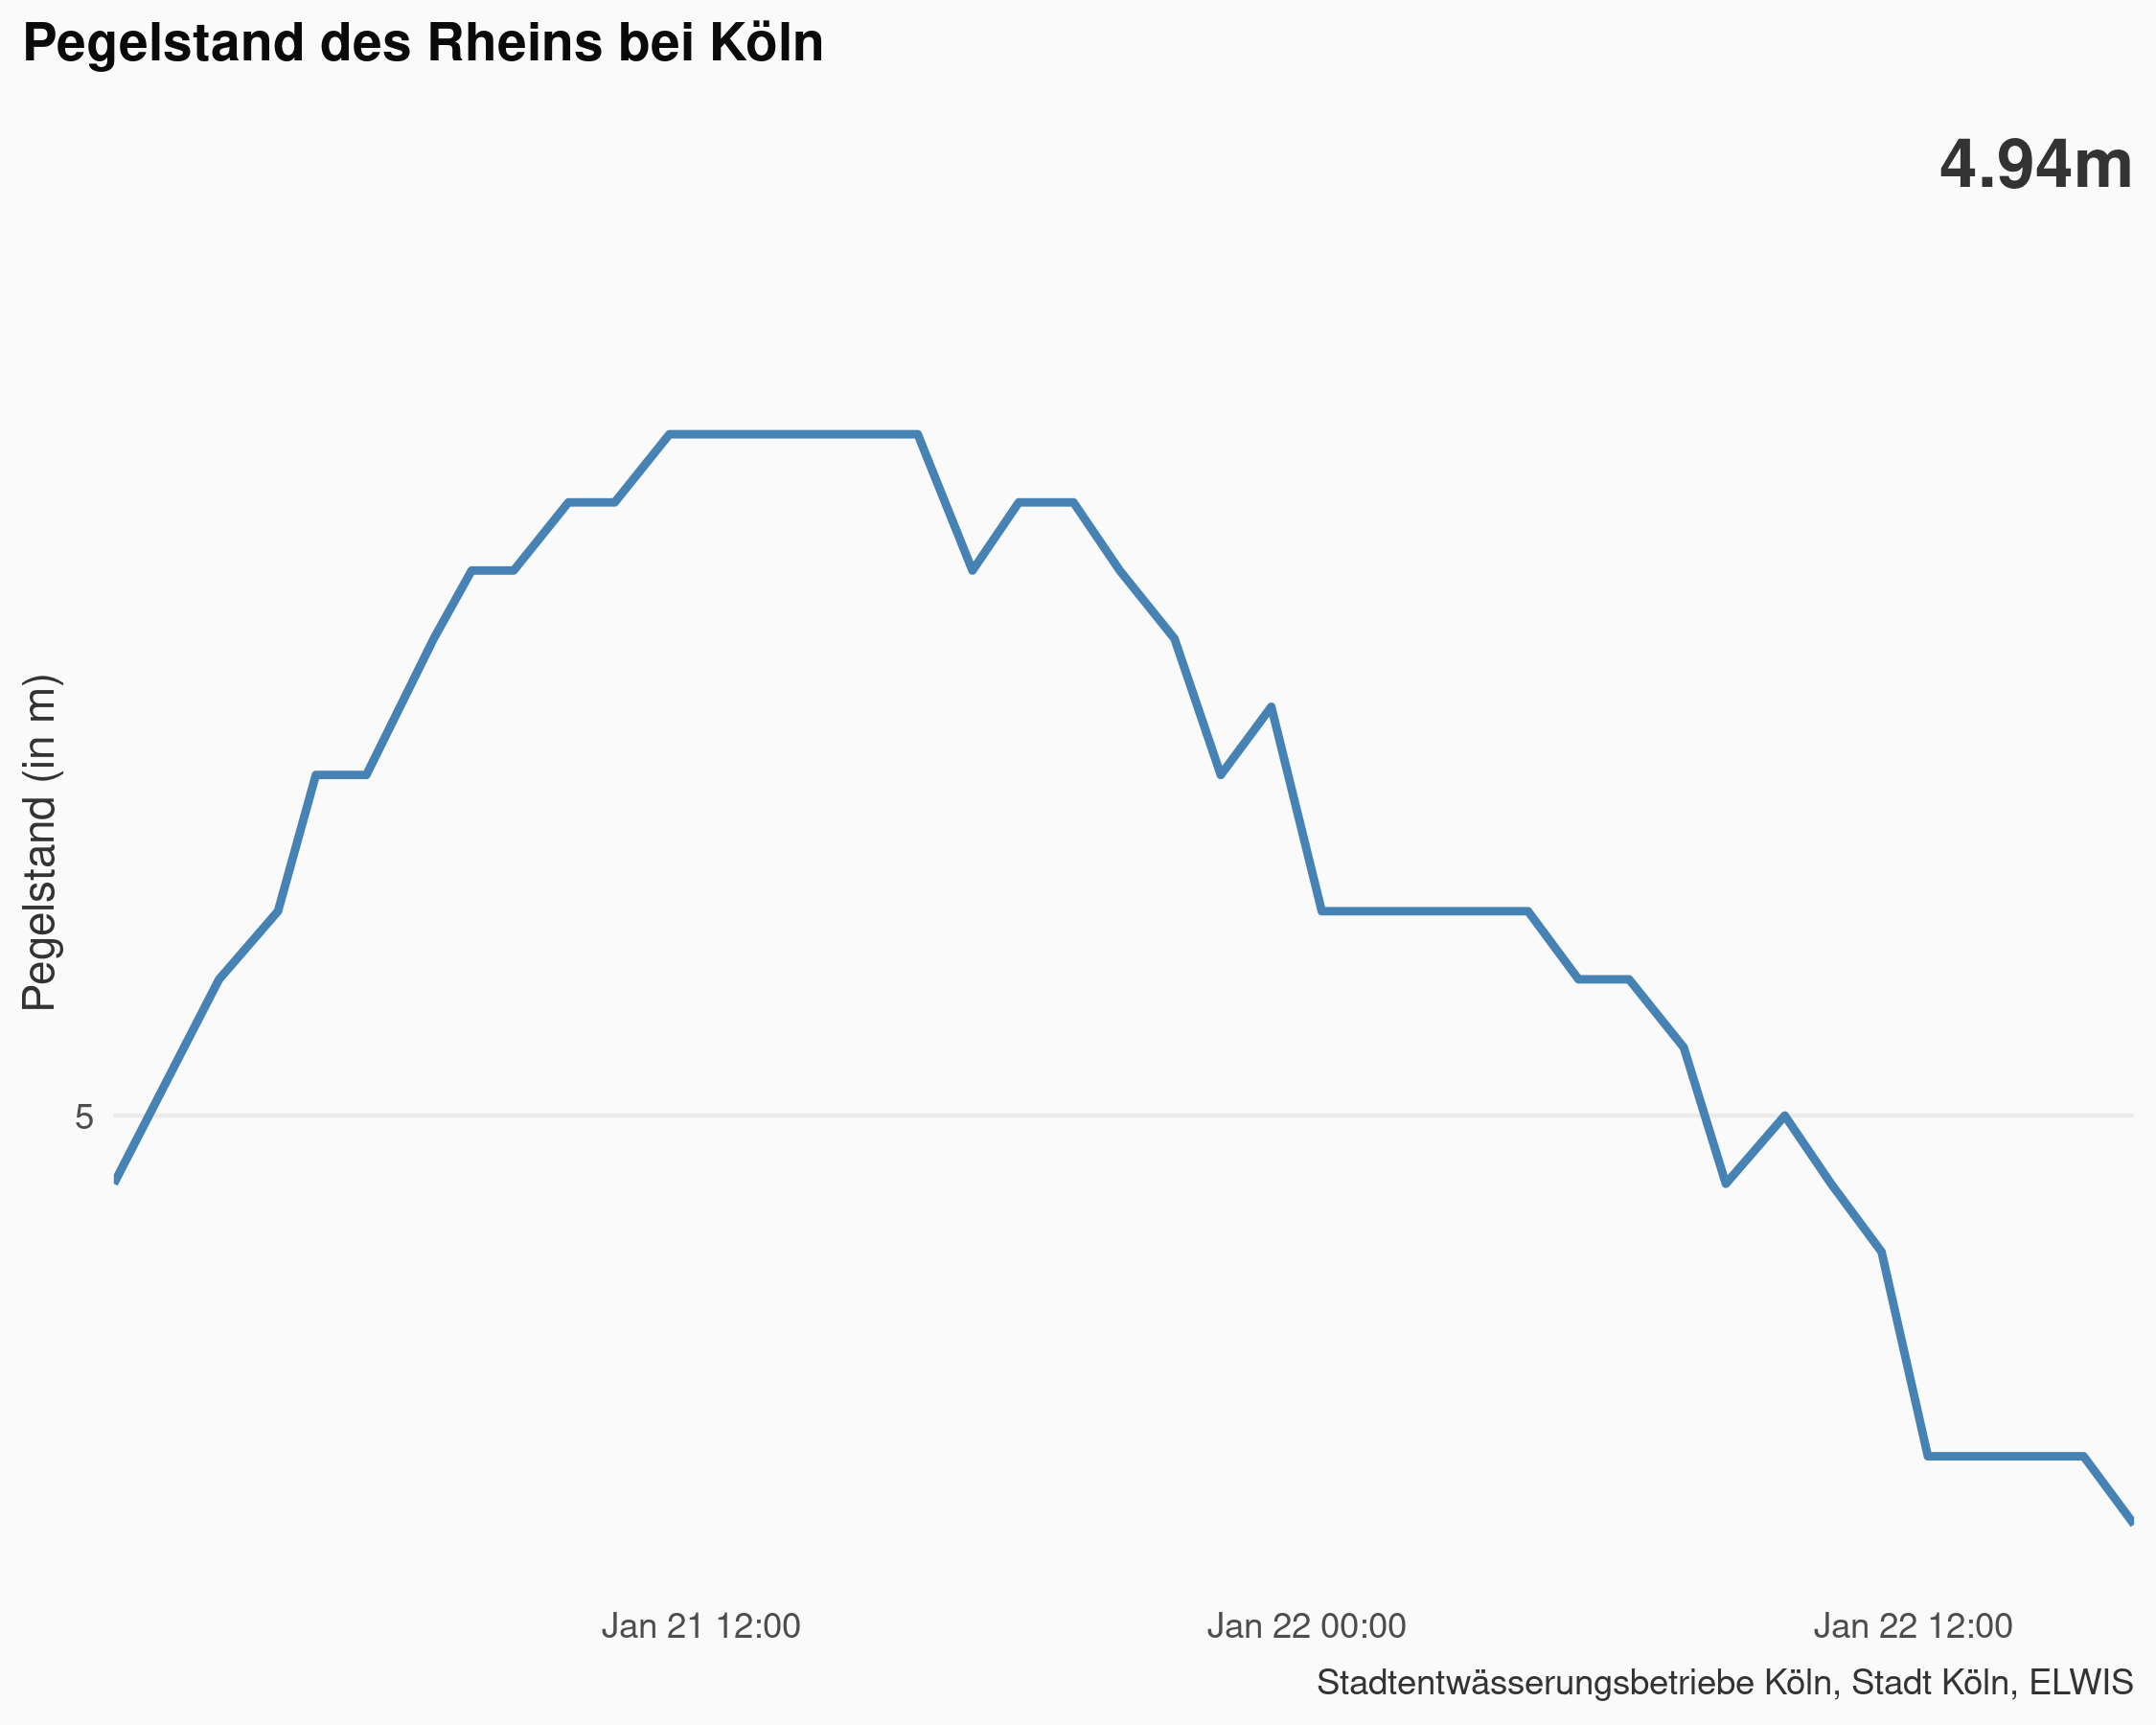 Pegelstand des Rheins bei Köln
4.94m
Pegelstand (in m)
5
Jan 21 12:00
Jan 22 00:00
Jan 22 12:00
Stadtentwässerungsbetriebe Köln, Stadt Köln, ELWIS